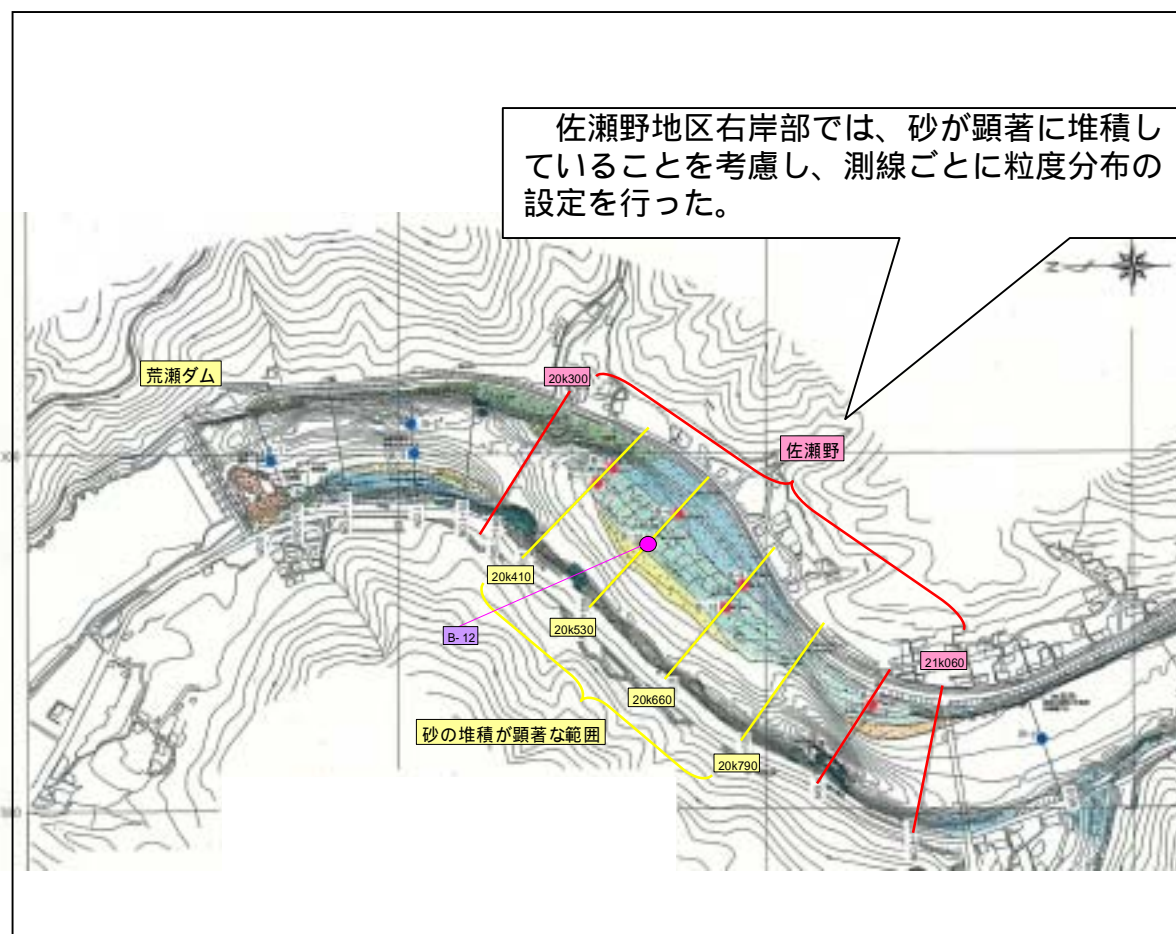 佐瀬野地区右岸部では、砂が顕著に堆積し
ていることを考慮し、測線ごとに粒度分布の
設定を行った。
荒瀬ダム
20k300
佐瀬野
20k410
B-12
20k530
20k660
21k060
砂の堆積が顕著な範囲
20k790